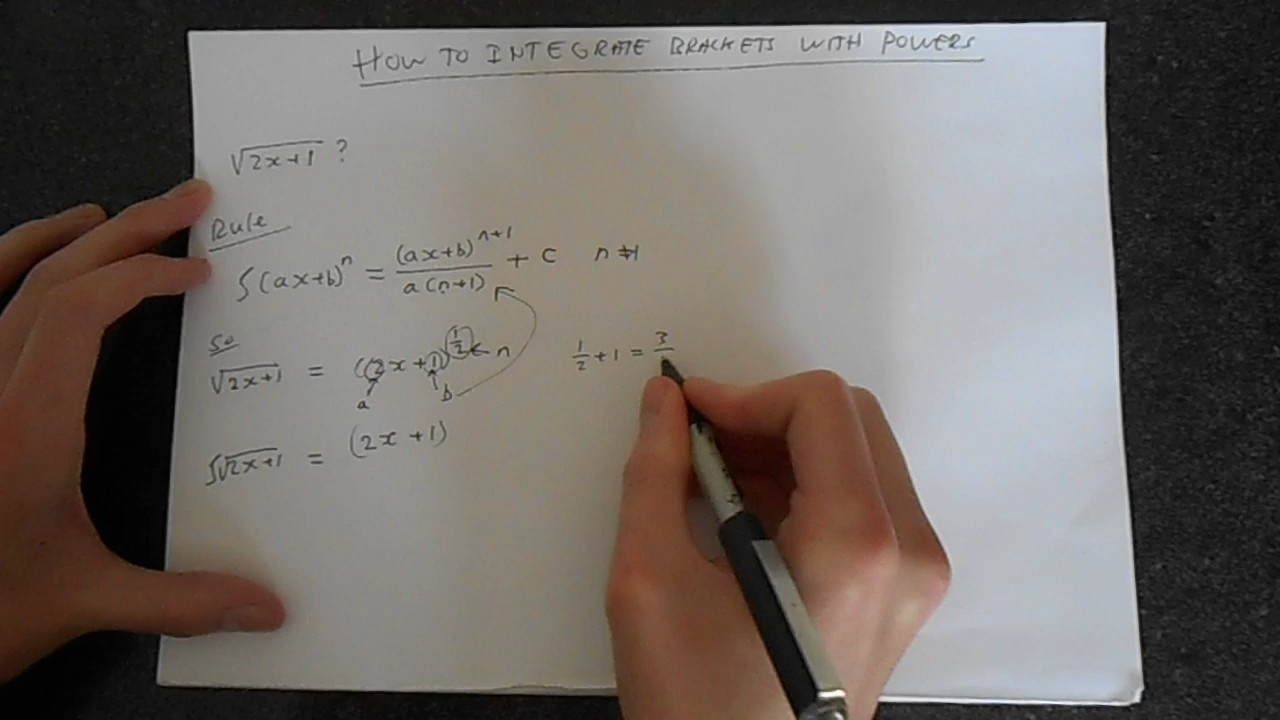 HOW TO INTEGRATE BRACKETS WITH POWERS
√2x+1 ?
Rule
∫(ax+b)^n = (ax+b)^(n+1) / a(n+1) + c n ≠1
So
√2x+1 = (2x+1)^(1/2) ← n
a b
1/2 + 1 = 3/
∫√2x+1 = (2x+1)